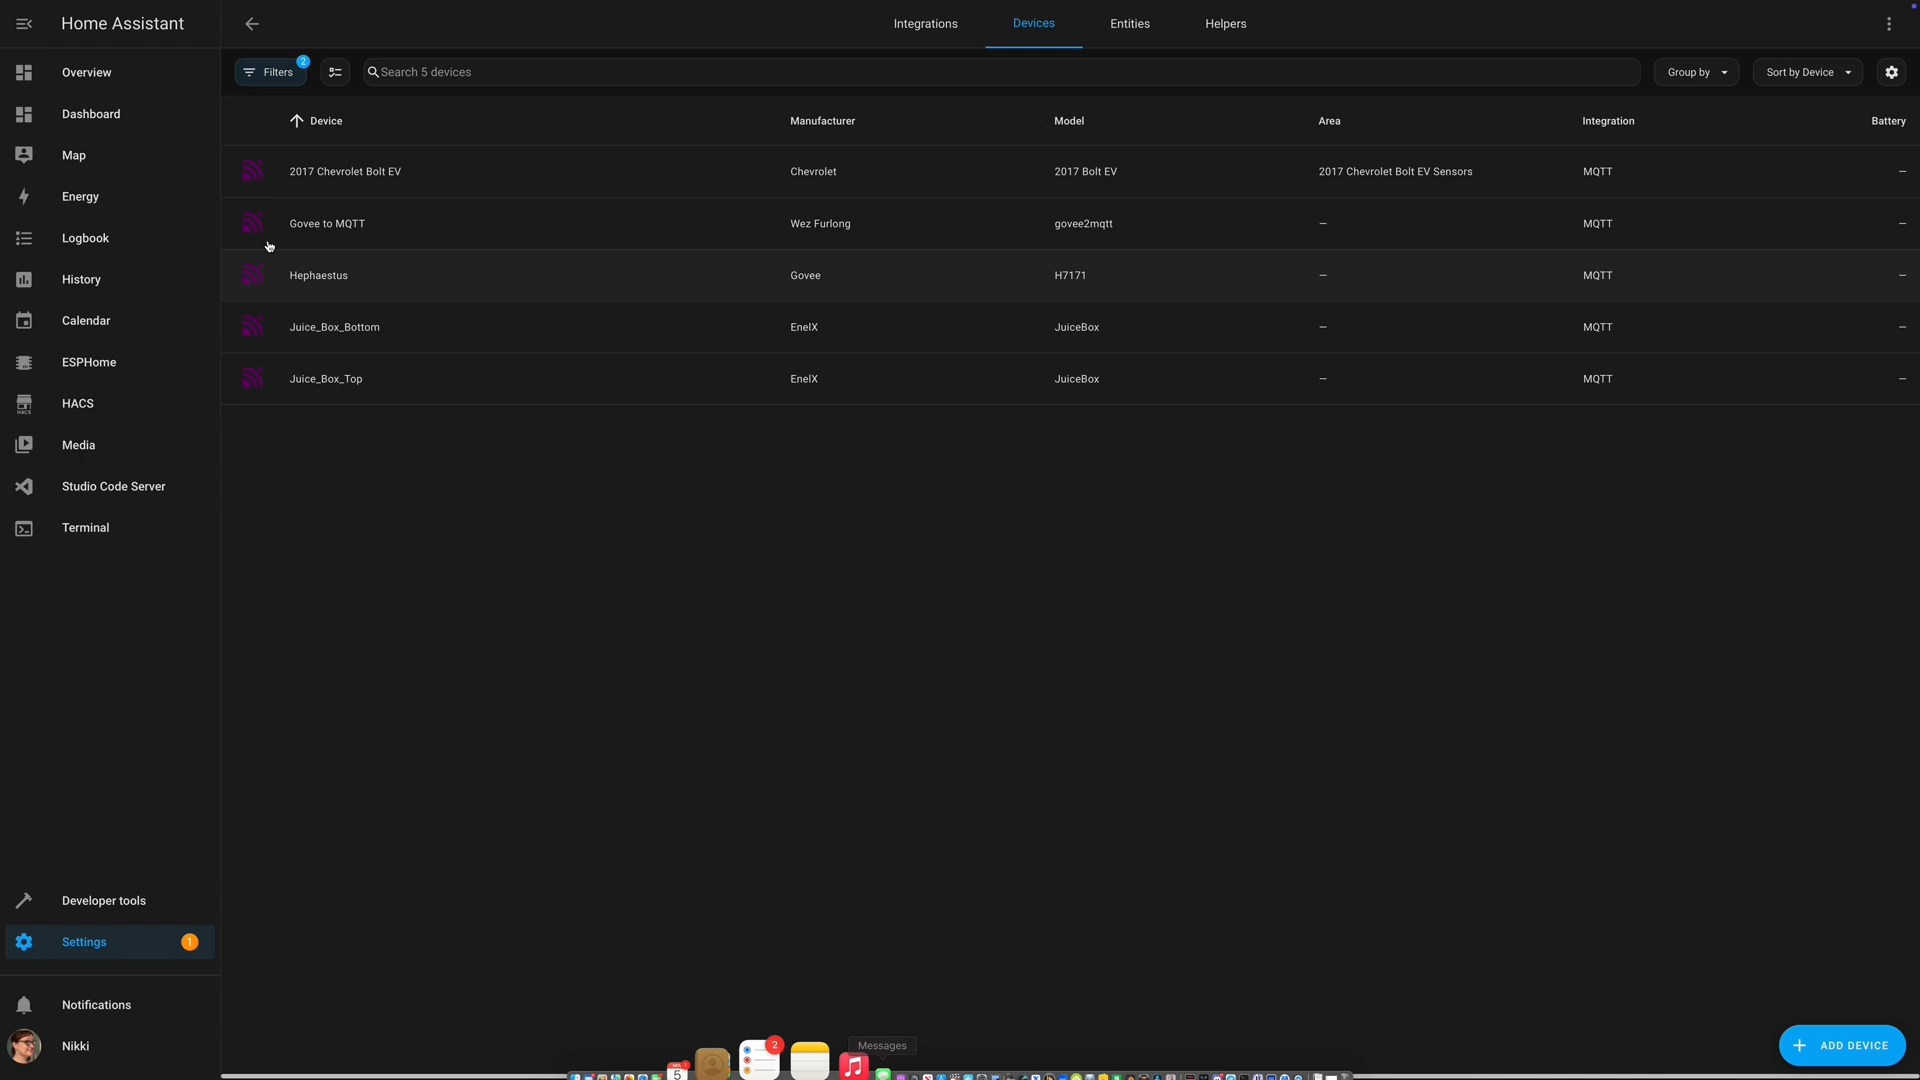 Home Assistant
Integrations
Devices
Entities
Helpers
Overview
Dashboard
Map
Energy
Logbook
History
Calendar
ESPHome
HACS
HACS
Media
Studio Code Server
Terminal
Developer tools
Settings
1
Notifications
Nikki
Filters
2
Search 5 devices
Group by
Sort by Device
Device Manufacturer Model Area Integration Battery
2017 Chevrolet Bolt EV Chevrolet 2017 Bolt EV 2017 Chevrolet Bolt EV Sensors MQTT —
Govee to MQTT Wez Furlong govee2mqtt — MQTT —
Hephaestus Govee H7171 — MQTT —
Juice_Box_Bottom EnelX JuiceBox — MQTT —
Juice_Box_Top EnelX JuiceBox — MQTT —
5
2
Messages
ADD DEVICE